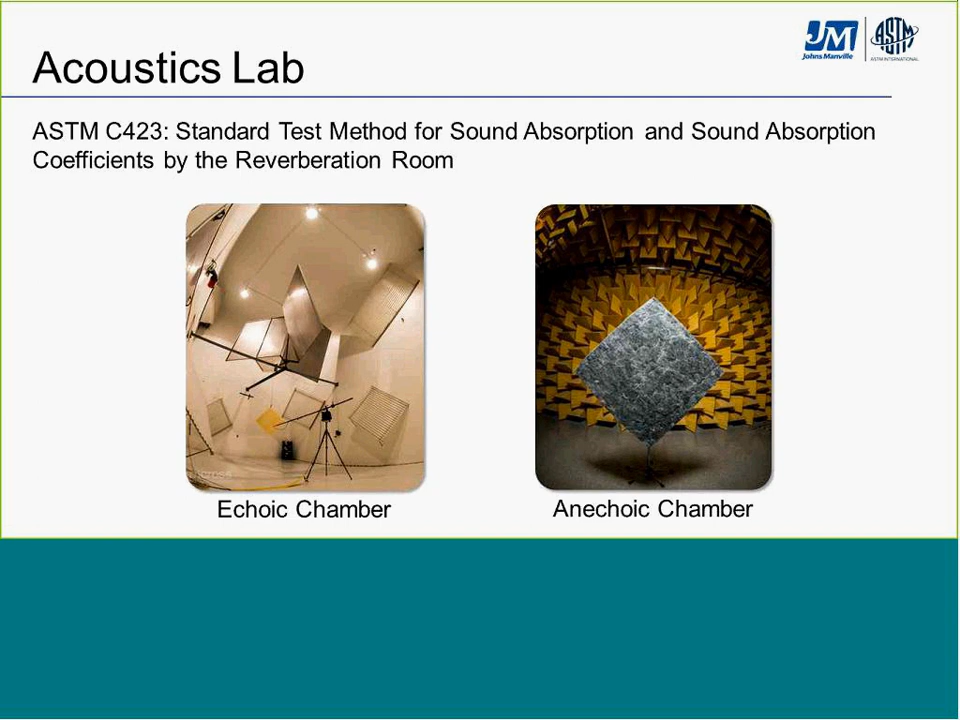 JM
Johns Manville
ASTM
ASTM INTERNATIONAL
Acoustics Lab
ASTM C423: Standard Test Method for Sound Absorption and Sound Absorption
Coefficients by the Reverberation Room
Echoic Chamber
Anechoic Chamber